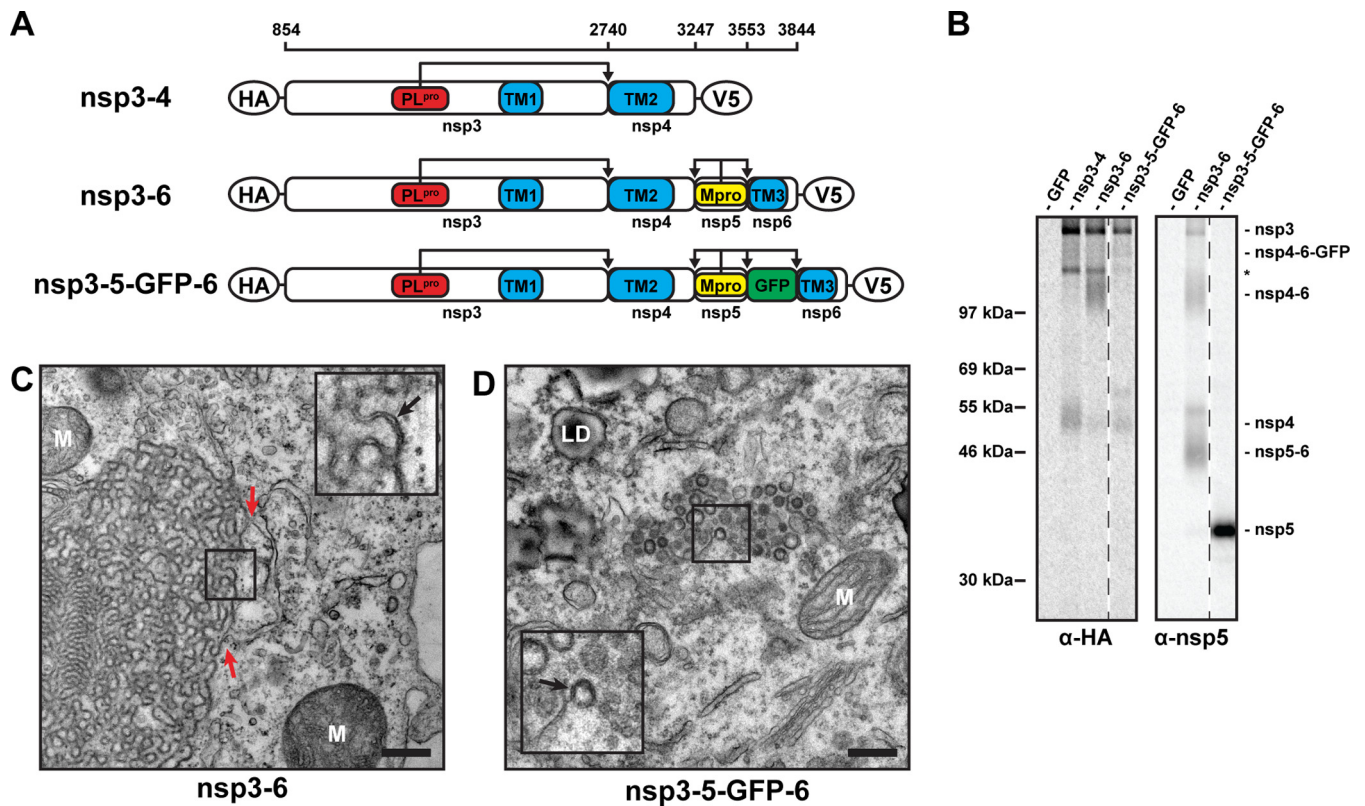 A
854 2740 3247 3553 3844
nsp3-4
HA PLpro TM1 TM2 V5
nsp3 nsp4
nsp3-6
HA PLpro TM1 TM2 Mpro TM3 V5
nsp3 nsp4 nsp5 nsp6
nsp3-5-GFP-6
HA PLpro TM1 TM2 Mpro GFP TM3 V5
nsp3 nsp4 nsp5 nsp6
B
- GFP
- nsp3-4
- nsp3-6
- nsp3-5-GFP-6
- GFP
- nsp3-6
- nsp3-5-GFP-6
- nsp3
- nsp4-6-GFP
*
- nsp4-6
97 kDa
69 kDa
55 kDa
- nsp4
46 kDa
- nsp5-6
- nsp5
30 kDa
α-HA
α-nsp5
C
M
M
nsp3-6
D
LD
M
nsp3-5-GFP-6